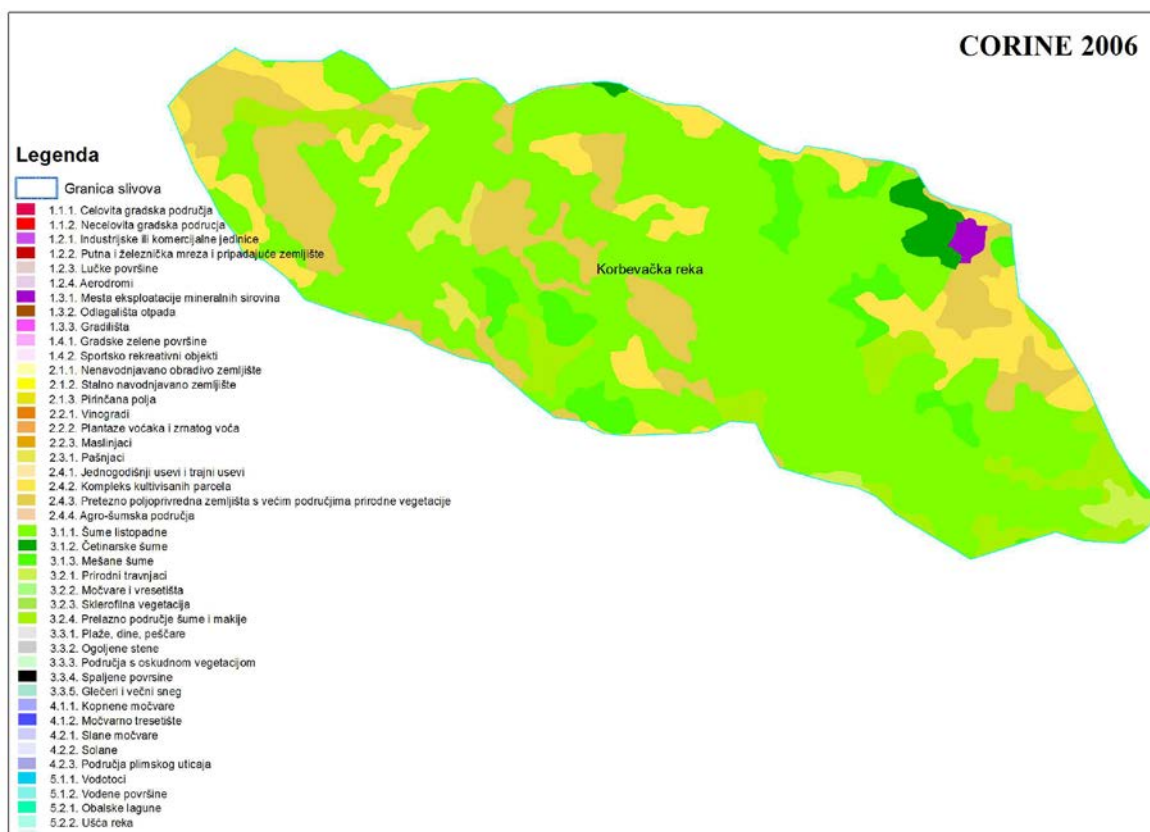 CORINE 2006
Legenda
Granica slivova
1.1.1. Celovita gradska područja
1.1.2. Necelovita gradska područja
1.2.1. Industrijske ili komercijalne jedinice
1.2.2. Putna i železnička mreza i pripadajuće zemljište
1.2.3. Lučke površine
1.2.4. Aerodromi
1.3.1. Mesta eksploatacije mineralnih sirovina
1.3.2. Odlagališta otpada
1.3.3. Gradilišta
1.4.1. Gradske zelene površine
1.4.2. Sportsko rekreativni objekti
2.1.1. Nenavodnjavano obradivo zemljište
2.1.2. Stalno navodnjavano zemljište
2.1.3. Pirinčana polja
2.2.1. Vinogradi
2.2.2. Plantaze voćaka i zrnatog voća
2.2.3. Maslinjaci
2.3.1. Pašnjaci
2.4.1. Jednogodišnji usevi i trajni usevi
2.4.2. Kompleks kultivisanih parcela
2.4.3. Pretezno poljoprivredna zemljišta s većim područjima prirodne vegetacije
2.4.4. Agro-šumska područja
3.1.1. Šume listopadne
3.1.2. Četinarske šume
3.1.3. Mešane šume
3.2.1. Prirodni travnjaci
3.2.2. Močvare i vresetišta
3.2.3. Sklerofilna vegetacija
3.2.4. Prelazno područje šume i makije
3.3.1. Plaže, dine, peščare
3.3.2. Ogoljene stene
3.3.3. Područja s oskudnom vegetacijom
3.3.4. Spaljene povrsine
3.3.5. Glečeri i večni sneg
4.1.1. Kopnene močvare
4.1.2. Močvarno tresetište
4.2.1. Slane močvare
4.2.2. Solane
4.2.3. Područja plimskog uticaja
5.1.1. Vodotoci
5.1.2. Vodene površine
5.2.1. Obalske lagune
5.2.2. Ušća reka
Korbevačka reka